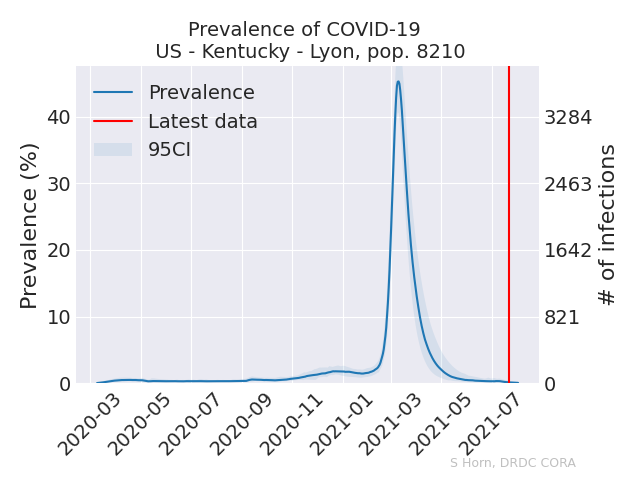 Prevalence of COVID-19
US - Kentucky - Lyon, pop. 8210
Prevalence
Latest data
95CI
Prevalence (%)
40
30
20
10
0
# of infections
3284
2463
1642
821
0
2020-03
2020-05
2020-07
2020-09
2020-11
2021-01
2021-03
2021-05
2021-07
S Horn, DRDC CORA